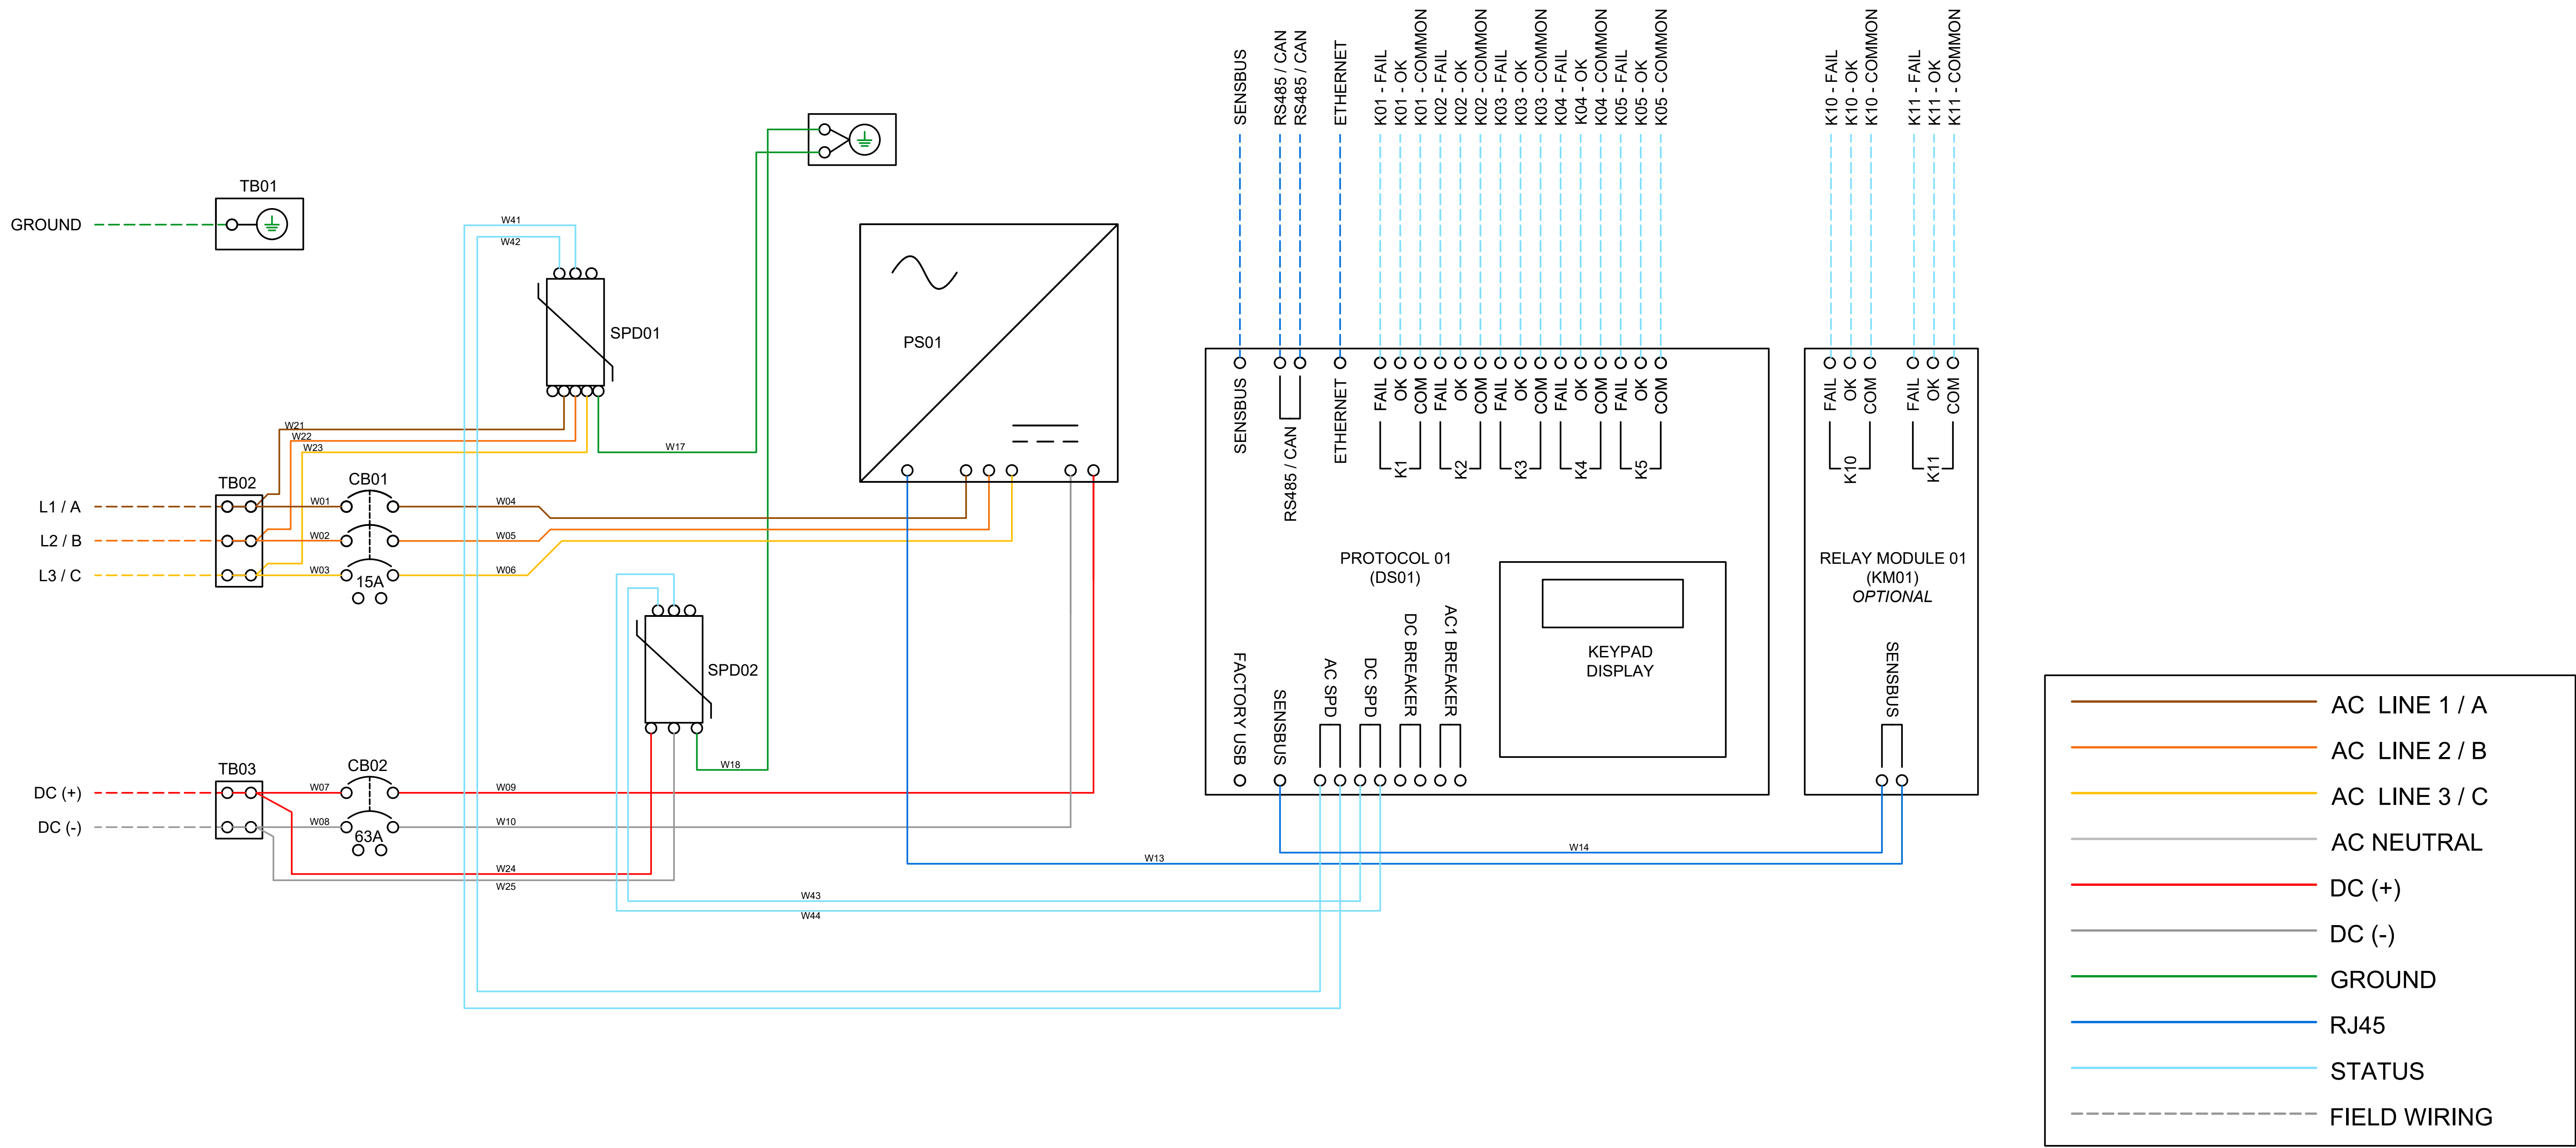 SENSBUS
RS485 / CAN
RS485 / CAN
ETHERNET
K01 - FAIL
K01 - OK
K01 - COMMON
K02 - FAIL
K02 - OK
K02 - COMMON
K03 - FAIL
K03 - OK
K03 - COMMON
K04 - FAIL
K04 - OK
K04 - COMMON
K05 - FAIL
K05 - OK
K05 - COMMON
K10 - FAIL
K10 - OK
K10 - COMMON
K11 - FAIL
K11 - OK
K11 - COMMON
TB01
GROUND
W41
W42
SPD01
PS01
W21
W22
W23
W17
TB02
CB01
L1 / A
W01
W04
L2 / B
W02
W05
L3 / C
W03
15A
W06
SPD02
W18
TB03
CB02
DC (+)
W07
W09
DC (-)
W08
63A
W10
W24
W25
W43
W44
W13
W14
SENSBUS
RS485 / CAN
ETHERNET
FAIL
OK
COM
FAIL
OK
COM
FAIL
OK
COM
FAIL
OK
COM
FAIL
OK
COM
K1
K2
K3
K4
K5
PROTOCOL 01
(DS01)
KEYPAD
DISPLAY
FACTORY USB
SENSBUS
AC SPD
DC SPD
DC BREAKER
AC1 BREAKER
FAIL
OK
COM
FAIL
OK
COM
K10
K11
RELAY MODULE 01
(KM01)
OPTIONAL
SENSBUS
AC LINE 1 / A
AC LINE 2 / B
AC LINE 3 / C
AC NEUTRAL
DC (+)
DC (-)
GROUND
RJ45
STATUS
FIELD WIRING